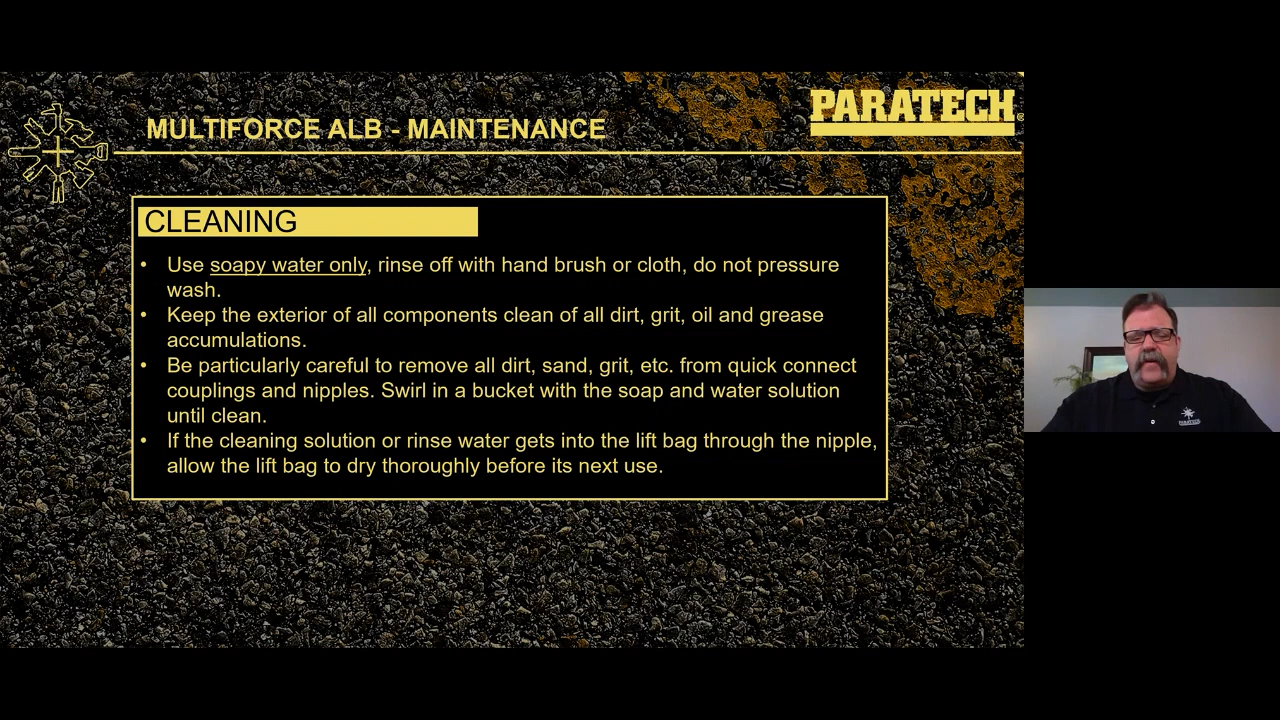 PARATECH®
MULTIFORCE ALB - MAINTENANCE
CLEANING
• Use soapy water only, rinse off with hand brush or cloth, do not pressure
wash.
• Keep the exterior of all components clean of all dirt, grit, oil and grease
accumulations.
• Be particularly careful to remove all dirt, sand, grit, etc. from quick connect
couplings and nipples. Swirl in a bucket with the soap and water solution
until clean.
• If the cleaning solution or rinse water gets into the lift bag through the nipple,
allow the lift bag to dry thoroughly before its next use.
PARATECH